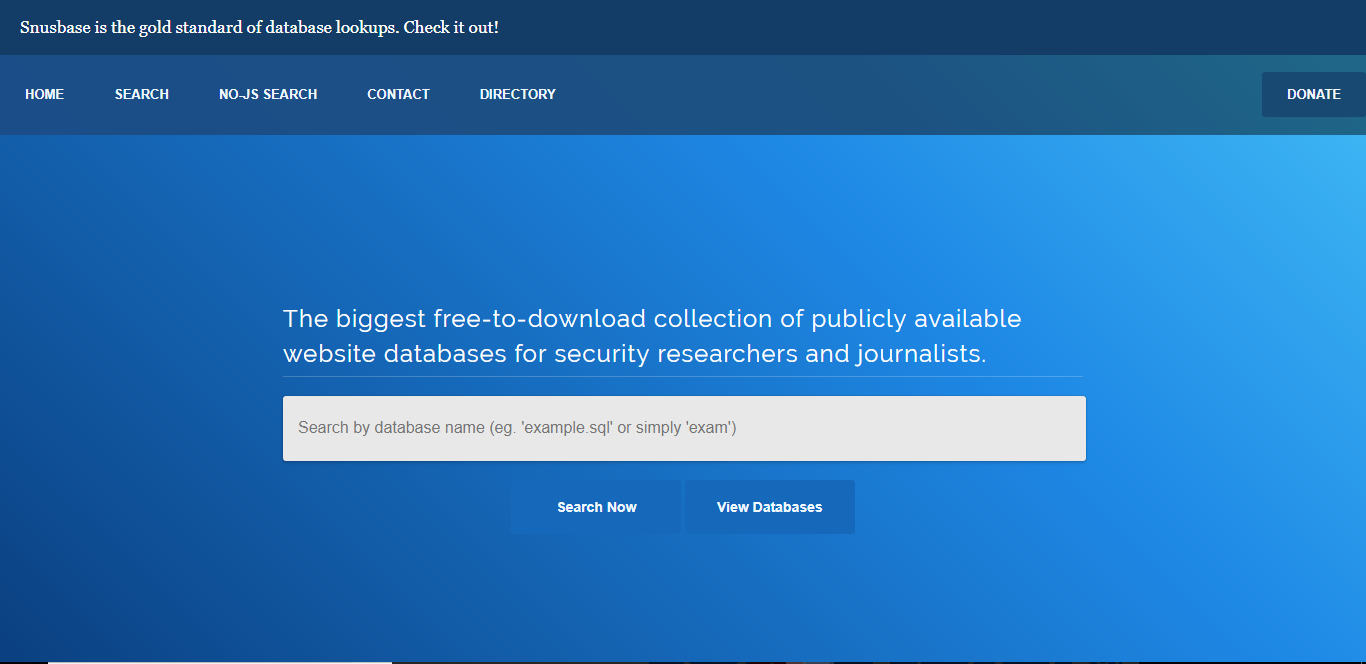 Snusbase is the gold standard of database lookups. Check it out!
HOME SEARCH NO-JS SEARCH CONTACT DIRECTORY DONATE
The biggest free-to-download collection of publicly available
website databases for security researchers and journalists.
Search by database name (eg. 'example.sql' or simply 'exam')
Search Now View Databases